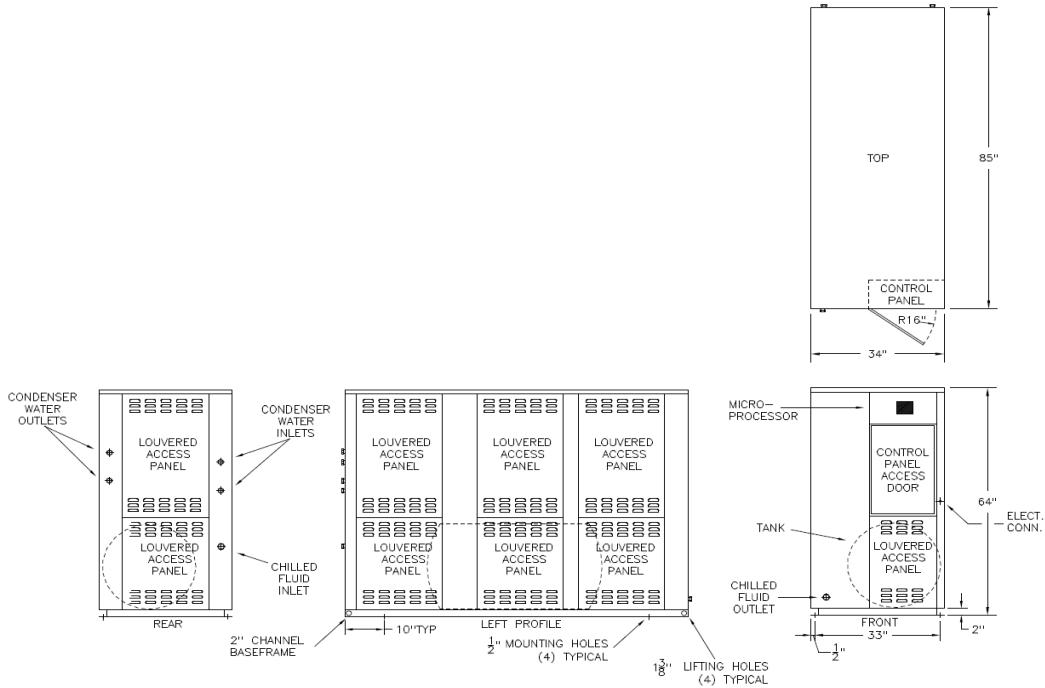 TOP
85"
CONTROL
PANEL
R16"
34"
CONDENSER
WATER
OUTLETS
CONDENSER
WATER
INLETS
LOUVERED
ACCESS
PANEL
LOUVERED
ACCESS
PANEL
CHILLED
FLUID
INLET
REAR
LOUVERED
ACCESS
PANEL
LOUVERED
ACCESS
PANEL
LOUVERED
ACCESS
PANEL
LOUVERED
ACCESS
PANEL
LOUVERED
ACCESS
PANEL
LOUVERED
ACCESS
PANEL
2" CHANNEL
BASEFRAME
10"TYP
LEFT PROFILE
1/2" MOUNTING HOLES
(4) TYPICAL
1 3/8" LIFTING HOLES
(4) TYPICAL
MICRO-
PROCESSOR
CONTROL
PANEL
ACCESS
DOOR
64"
ELECT.
CONN.
TANK
LOUVERED
ACCESS
PANEL
CHILLED
FLUID
OUTLET
FRONT
33"
2"
1/2"